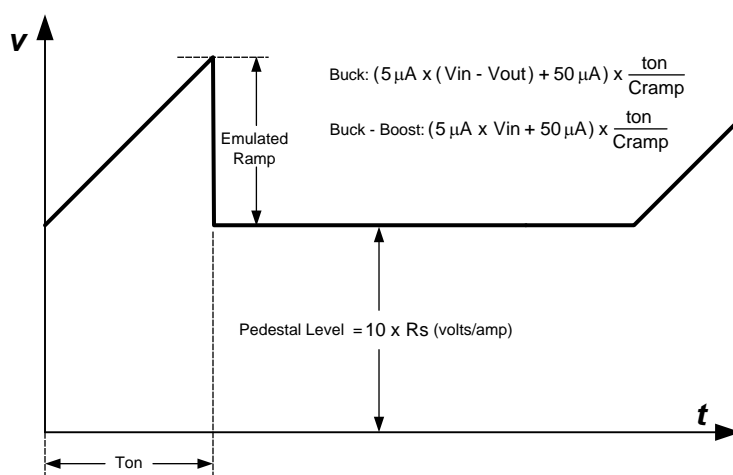 v
Buck: (5 µA x (Vin - Vout) + 50 µA) x ton
Cramp
Emulated
Ramp
Buck - Boost: (5 µA x Vin + 50 µA) x ton
Cramp
Pedestal Level = 10 x Rs (volts/amp)
t
Ton